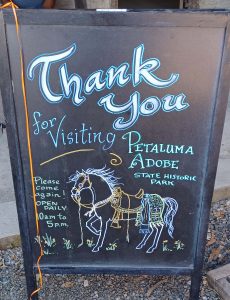 Thank
You
for
Visiting
PETALUMA
ADOBE
STATE HISTORIC
PARK
Please
come
again!
OPEN
DAILY
10am to
5pm